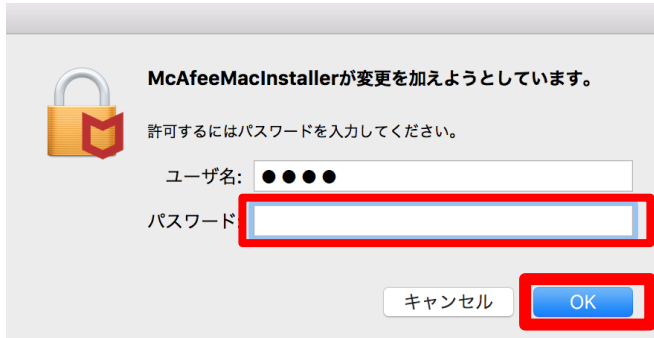 McAfeeMacInstallerが変更を加えようとしています。
許可するにはパスワードを入力してください。
ユーザ名: ●●●●
パスワード:
キャンセル OK